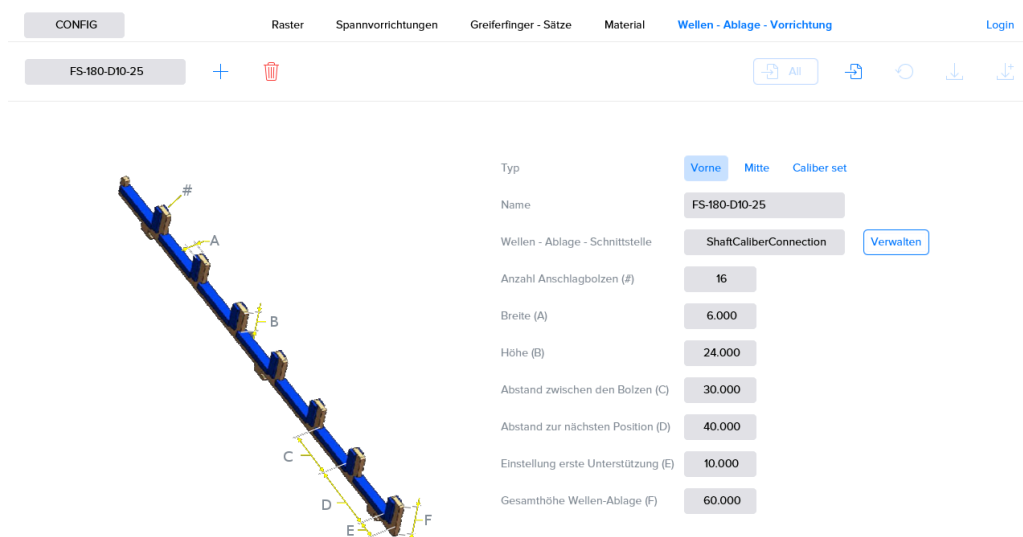 CONFIG Raster Spannvorrichtungen Greiferfinger - Sätze Material Wellen - Ablage - Vorrichtung Login
FS-180-D10-25 All
Typ Vorne Mitte Caliber set
Name FS-180-D10-25
Wellen - Ablage - Schnittstelle ShaftCaliberConnection Verwalten
Anzahl Anschlagbolzen (#) 16
Breite (A) 6.000
Höhe (B) 24.000
Abstand zwischen den Bolzen (C) 30.000
Abstand zur nächsten Position (D) 40.000
Einstellung erste Unterstützung (E) 10.000
Gesamthöhe Wellen-Ablage (F) 60.000
#
A
B
C
D
E
F